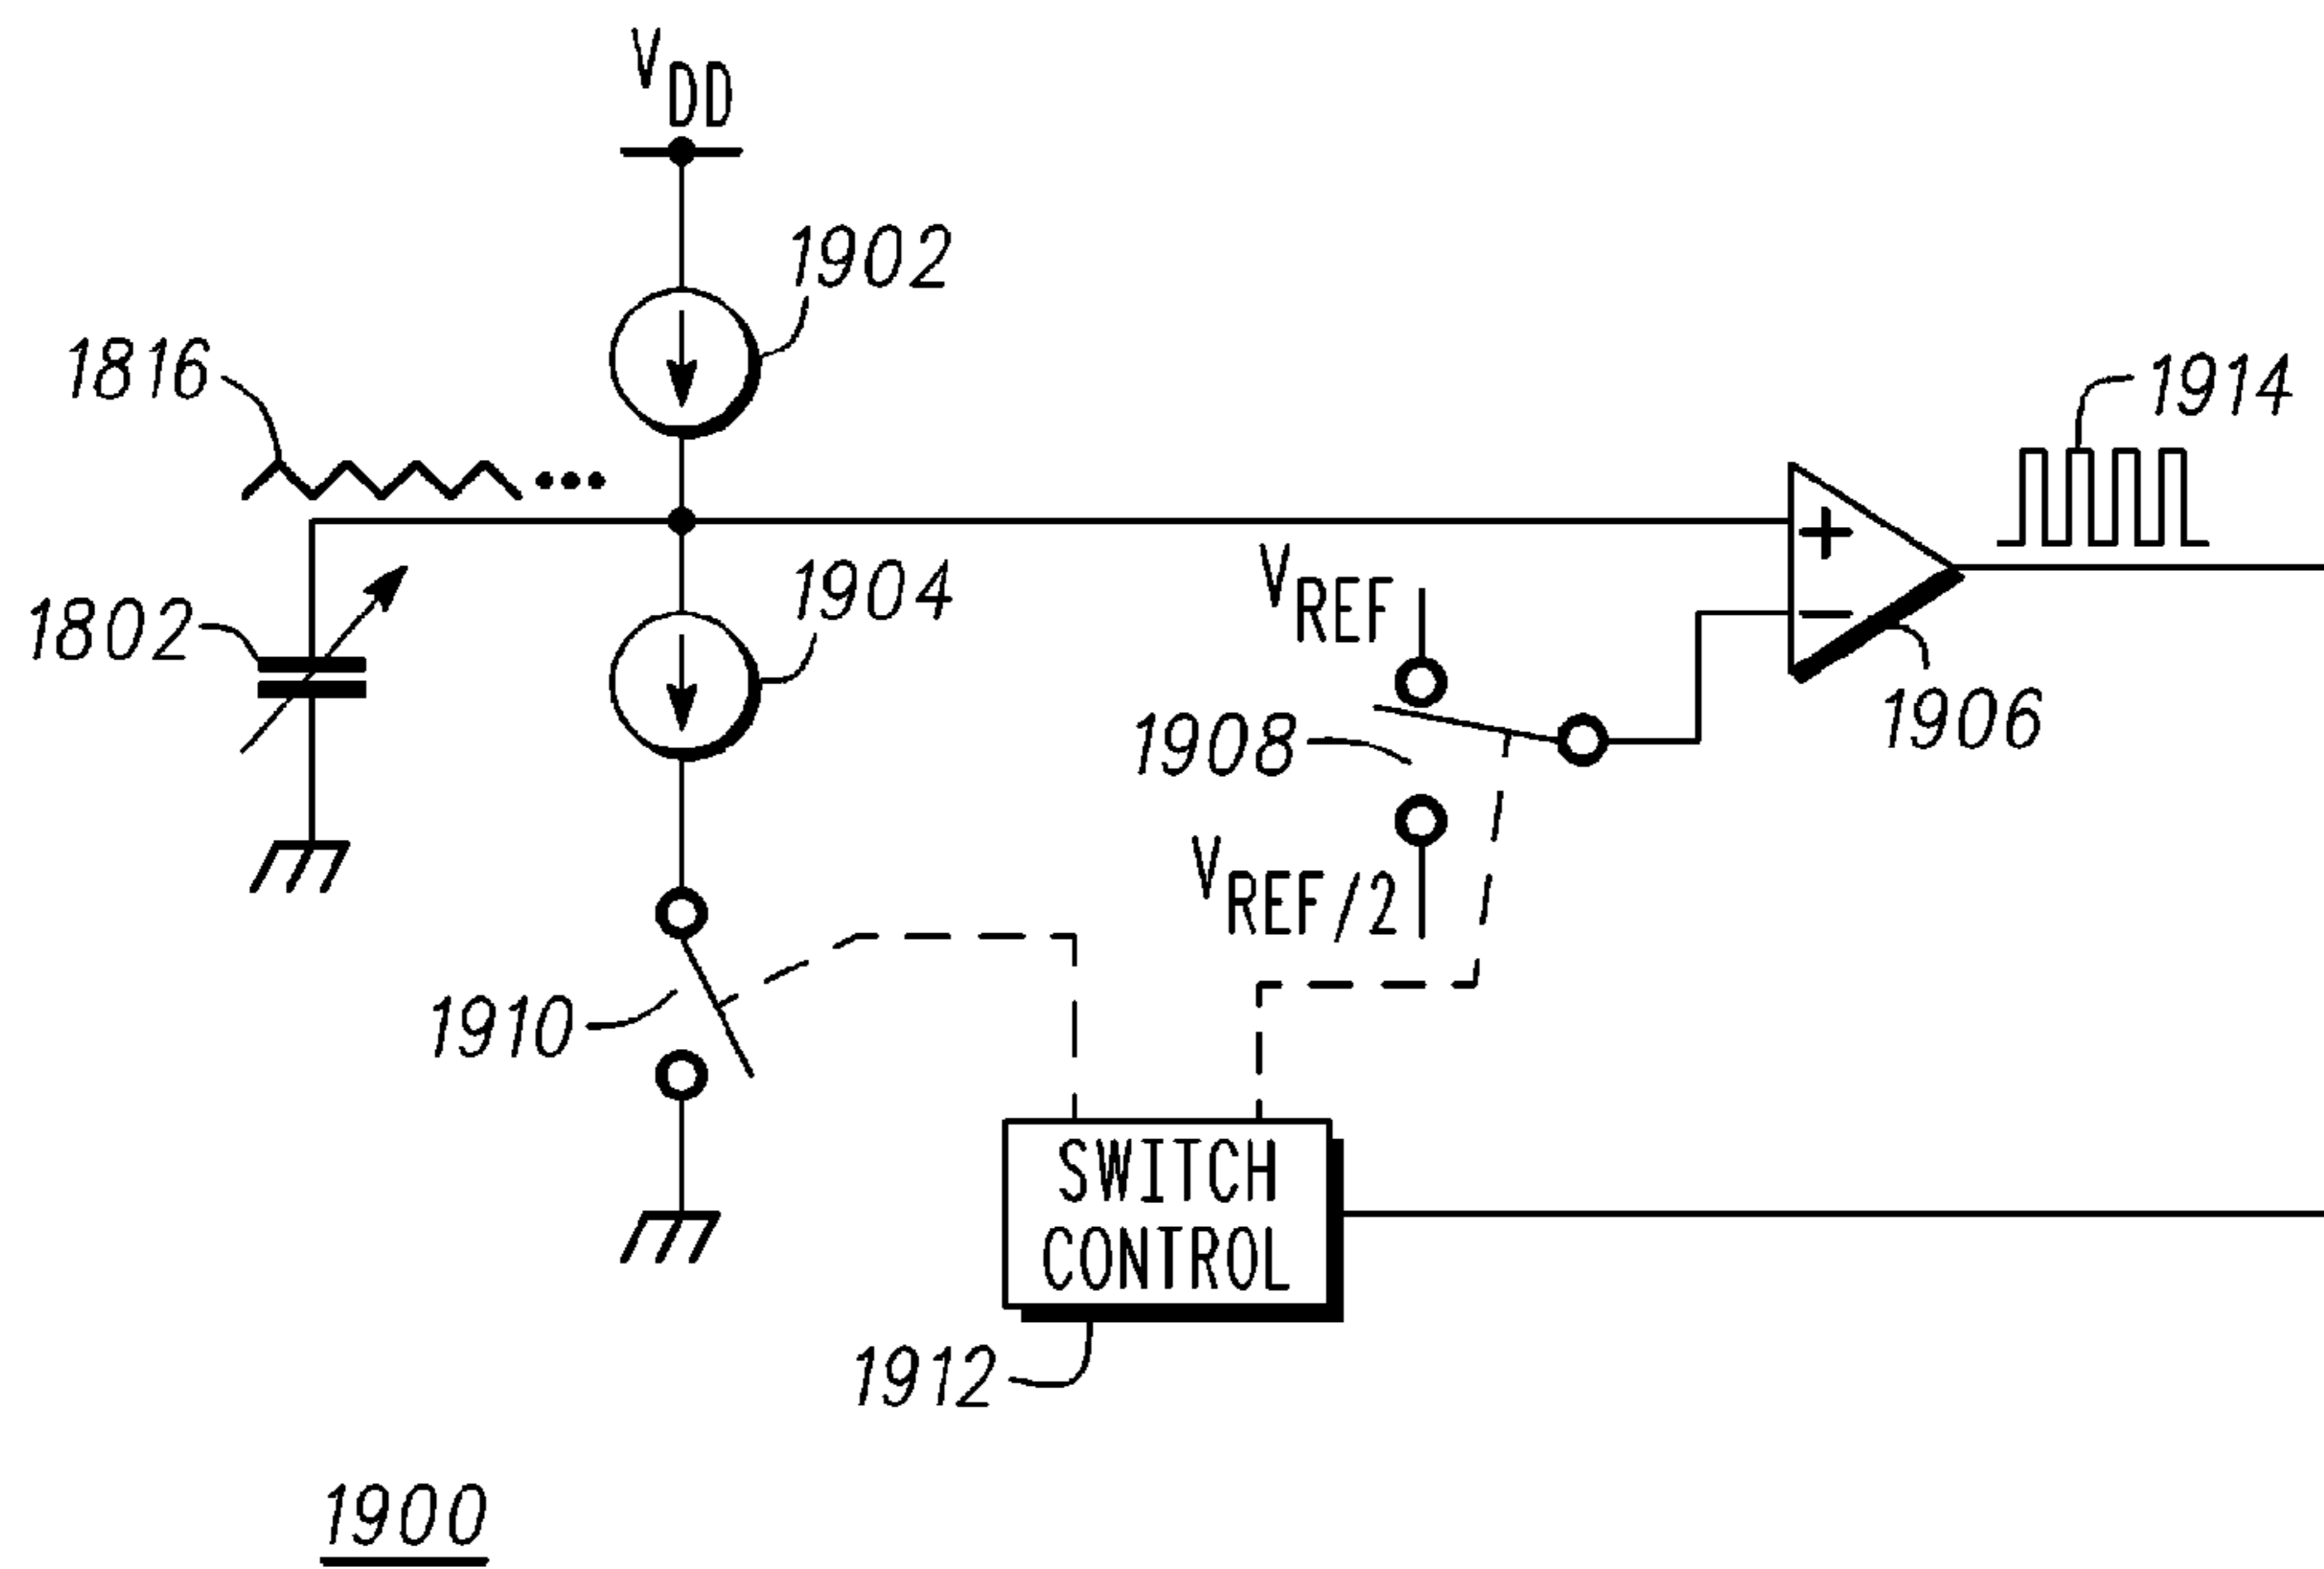 VDD
1902
1816
1914
1904
VREF
1802
+
−
1906
1908
VREF/2
1910
SWITCH
CONTROL
1912
1900